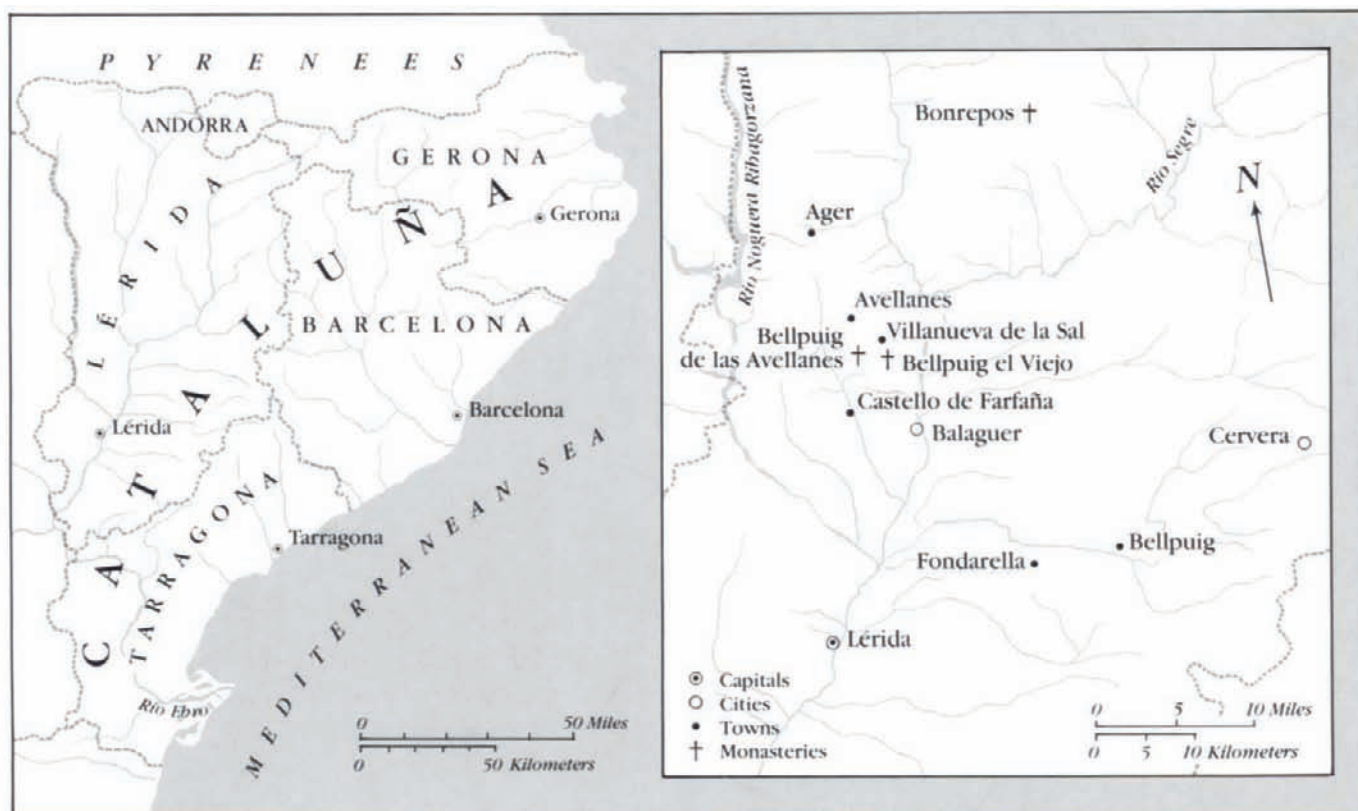 PYRENEES
ANDORRA
GERONA
Gerona
LÉRIDA
CATALUÑA
BARCELONA
Lérida
Barcelona
TARRAGONA
Tarragona
Río Ebro
MEDITERRANEAN SEA
0 50 Miles
0 50 Kilometers
Río Noguera Ribagorzana
Bonrepos
Río Segre
N
Ager
Avellanes
Villanueva de la Sal
Bellpuig
de las Avellanes
Bellpuig el Viejo
Castello de Farfaña
Balaguer
Cervera
Bellpuig
Fondarella
Lérida
Capitals
Cities
Towns
Monasteries
0 5 10 Miles
0 5 10 Kilometers